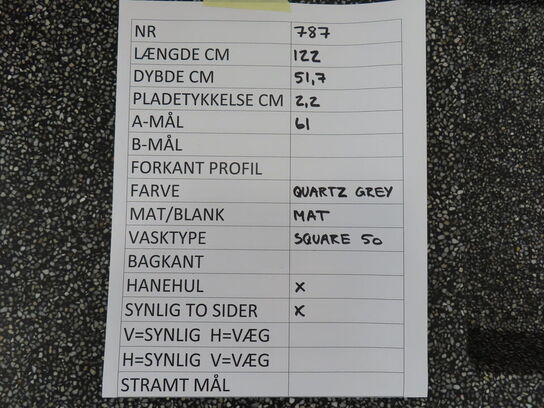 NR 787
LÆNGDE CM 122
DYBDE CM 51,7
PLADETYKKELSE CM 2,2
A-MÅL 61
B-MÅL
FORKANT PROFIL
FARVE QUARTZ GREY
MAT/BLANK MAT
VASKTYPE SQUARE 50
BAGKANT
HANEHUL X
SYNLIG TO SIDER X
V=SYNLIG H=VÆG
H=SYNLIG V=VÆG
STRAMT MÅL